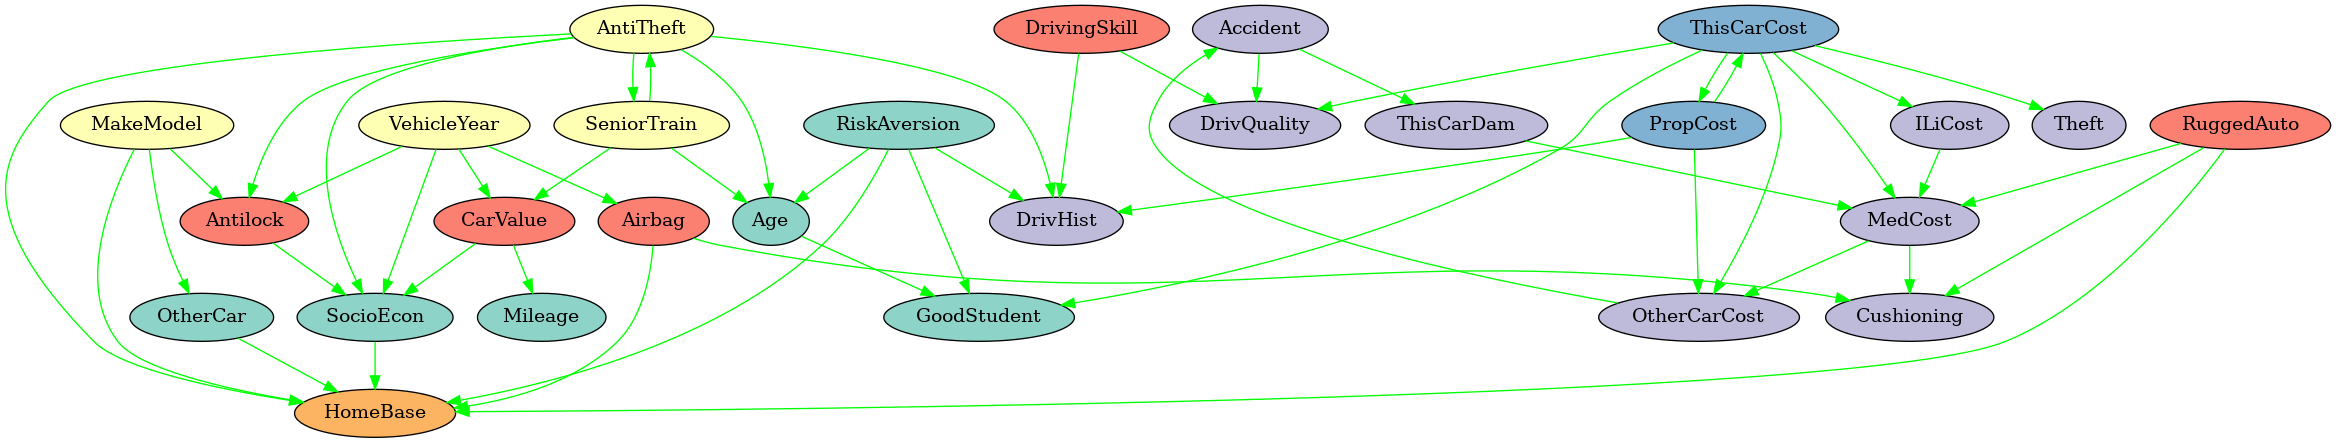 AntiTheft
DrivingSkill
Accident
ThisCarCost
MakeModel
VehicleYear
SeniorTrain
RiskAversion
DrivQuality
ThisCarDam
PropCost
ILiCost
Theft
RuggedAuto
Antilock
CarValue
Airbag
Age
DrivHist
MedCost
OtherCar
SocioEcon
Mileage
GoodStudent
OtherCarCost
Cushioning
HomeBase